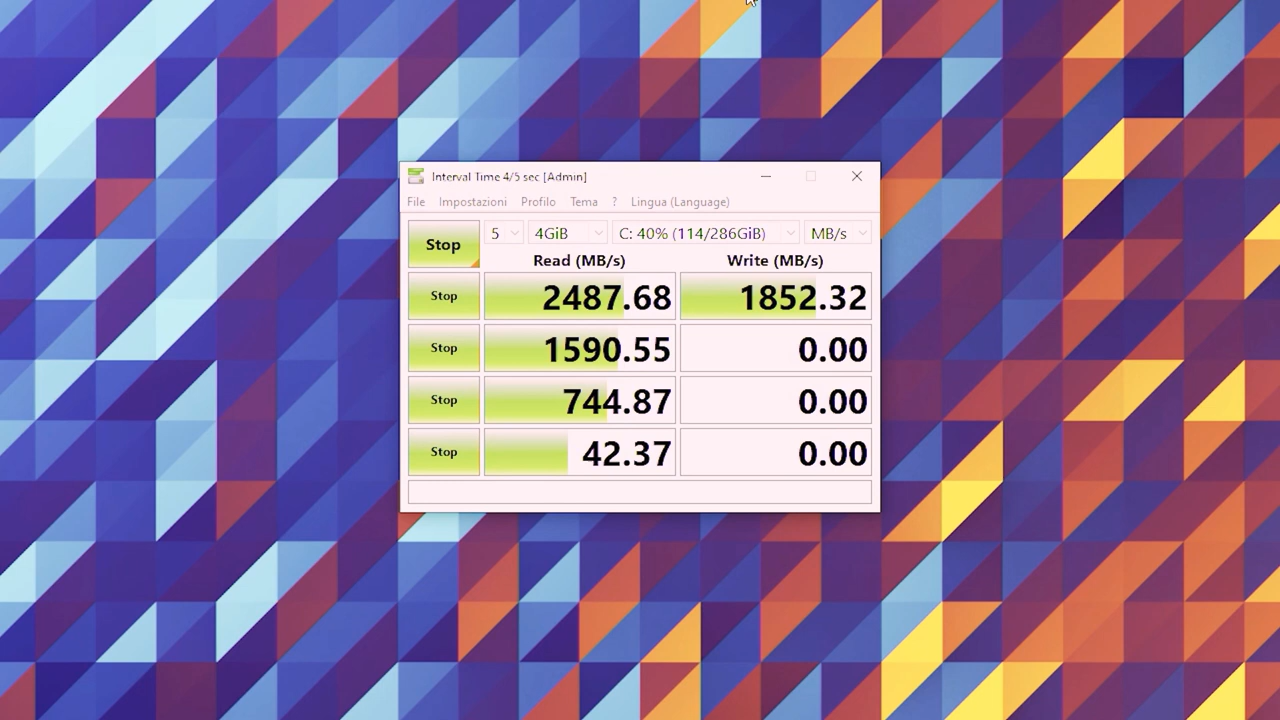 Interval Time 4/5 sec [Admin]
File Impostazioni Profilo Tema ? Lingua (Language)
Stop 5 4GiB C: 40% (114/286GiB) MB/s
Read (MB/s) Write (MB/s)
Stop 2487.68 1852.32
Stop 1590.55 0.00
Stop 744.87 0.00
Stop 42.37 0.00